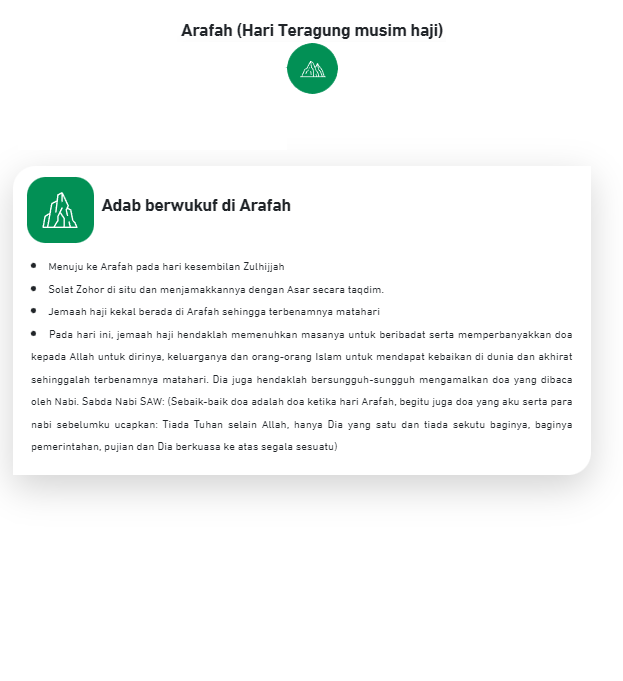 Arafah (Hari Teragung musim haji)
Adab berwukuf di Arafah
• Menuju ke Arafah pada hari kesembilan Zulhijjah
• Solat Zohor di situ dan menjamakkannya dengan Asar secara taqdim.
• Jemaah haji kekal berada di Arafah sehingga terbenamnya matahari
• Pada hari ini, jemaah haji hendaklah memenuhkan masanya untuk beribadat serta memperbanyakkan doa
kepada Allah untuk dirinya, keluarganya dan orang-orang Islam untuk mendapat kebaikan di dunia dan akhirat
sehinggalah terbenamnya matahari. Dia juga hendaklah bersungguh-sungguh mengamalkan doa yang dibaca
oleh Nabi. Sabda Nabi SAW: (Sebaik-baik doa adalah doa ketika hari Arafah, begitu juga doa yang aku serta para
nabi sebelumku ucapkan: Tiada Tuhan selain Allah, hanya Dia yang satu dan tiada sekutu baginya, baginya
pemerintahan, pujian dan Dia berkuasa ke atas segala sesuatu)